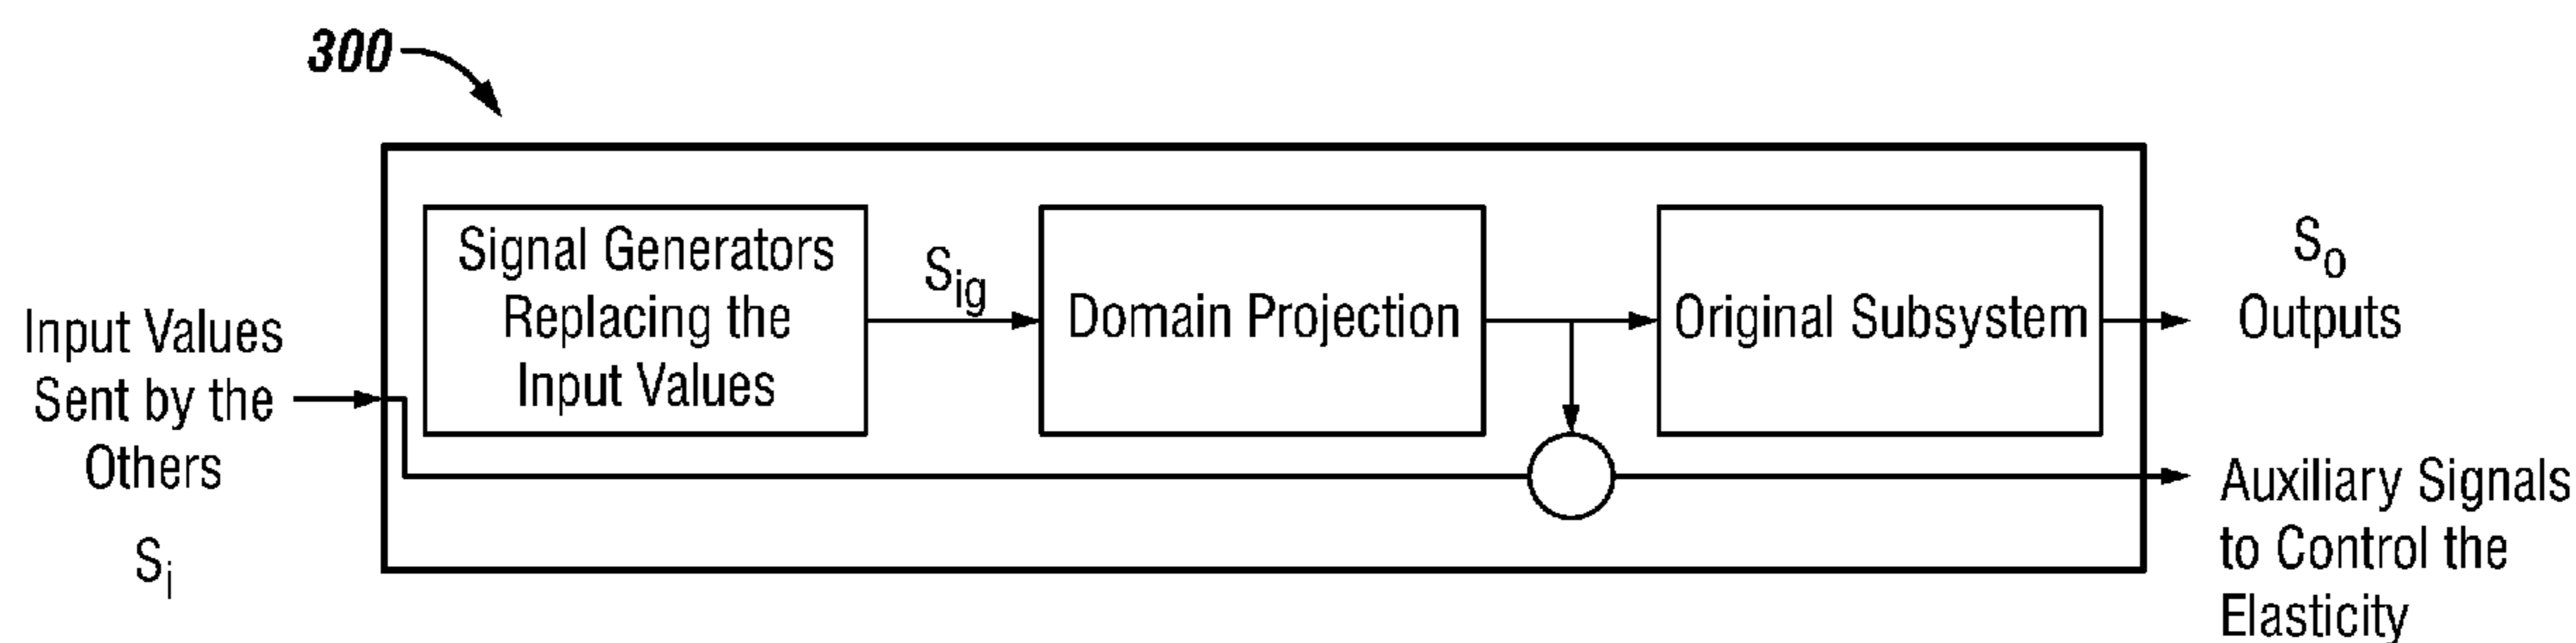 300
Input Values
Sent by the
Others
Si
Signal Generators
Replacing the
Input Values
Sig
Domain Projection
Original Subsystem
So
Outputs
Auxiliary Signals
to Control the
Elasticity